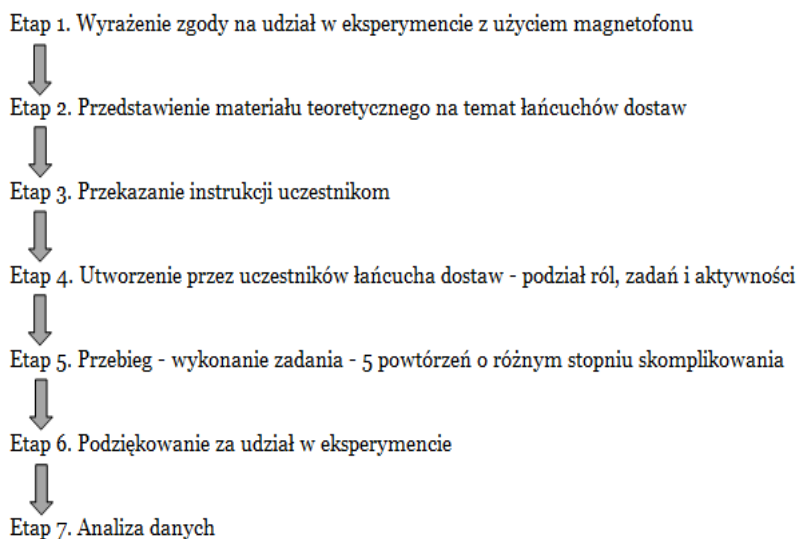 Etap 1. Wyrażenie zgody na udział w eksperymencie z użyciem magnetofonu
Etap 2. Przedstawienie materiału teoretycznego na temat łańcuchów dostaw
Etap 3. Przekazanie instrukcji uczestnikom
Etap 4. Utworzenie przez uczestników łańcucha dostaw - podział ról, zadań i aktywności
Etap 5. Przebieg - wykonanie zadania - 5 powtórzeń o różnym stopniu skomplikowania
Etap 6. Podziękowanie za udział w eksperymencie
Etap 7. Analiza danych